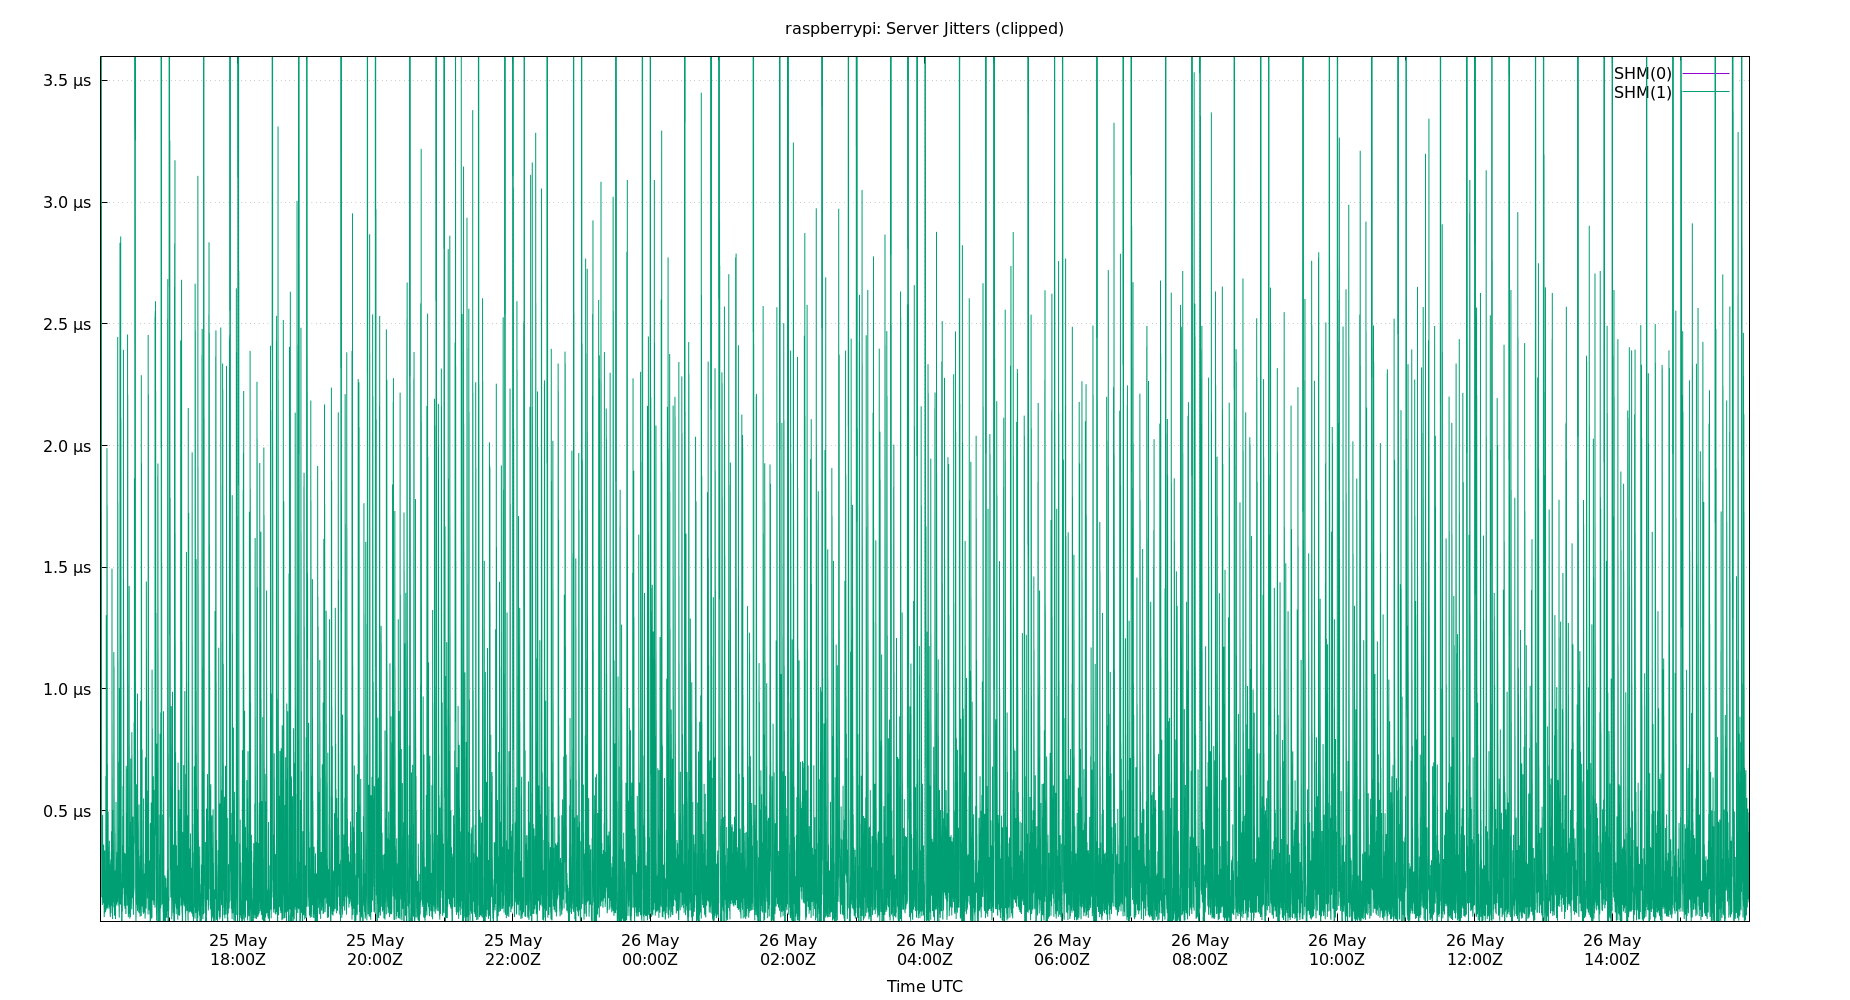 raspberrypi: Server Jitters (clipped)
SHM(0)
SHM(1)
3.5 µs
3.0 µs
2.5 µs
2.0 µs
1.5 µs
1.0 µs
0.5 µs
25 May 25 May 25 May 26 May 26 May 26 May 26 May 26 May 26 May 26 May 26 May
18:00Z 20:00Z 22:00Z 00:00Z 02:00Z 04:00Z 06:00Z 08:00Z 10:00Z 12:00Z 14:00Z
Time UTC